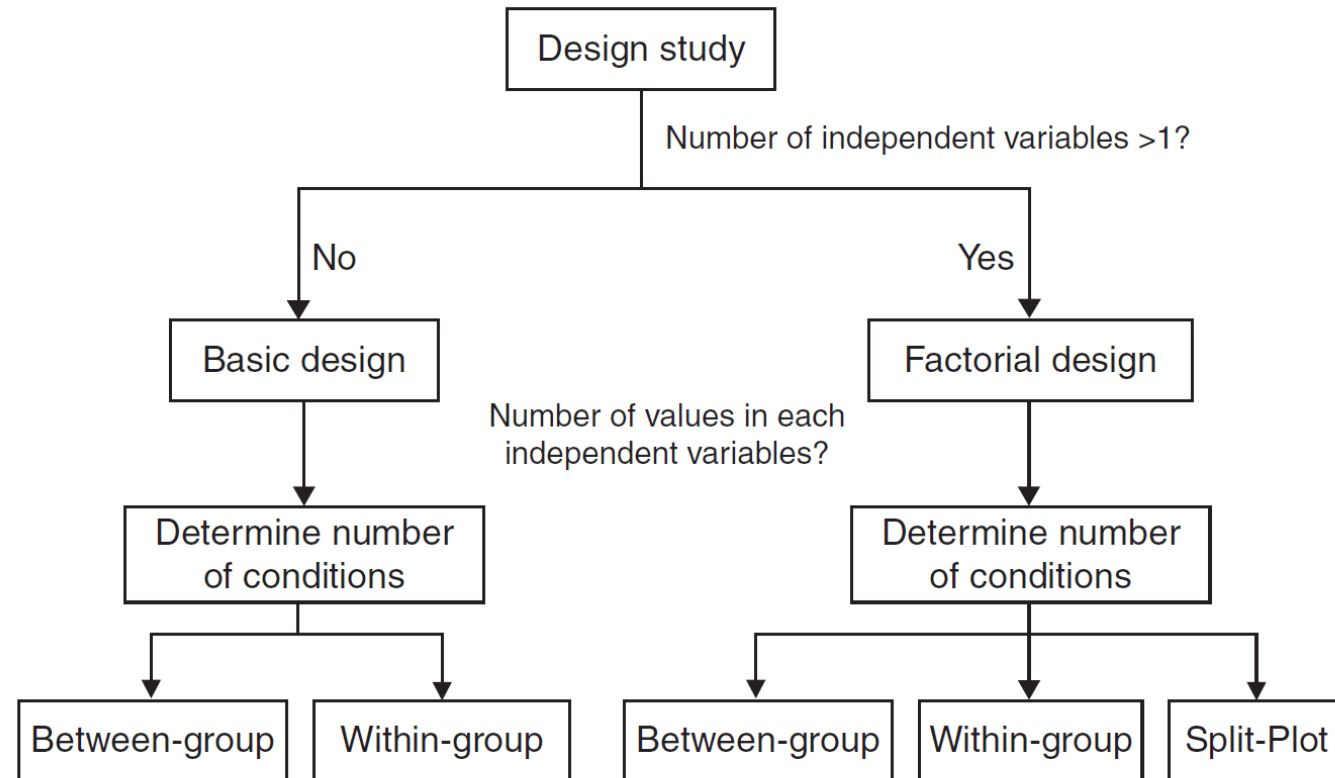 Design study
Number of independent variables >1?
No
Yes
Basic design
Factorial design
Number of values in each
independent variables?
Determine number
of conditions
Determine number
of conditions
Between-group
Within-group
Between-group
Within-group
Split-Plot